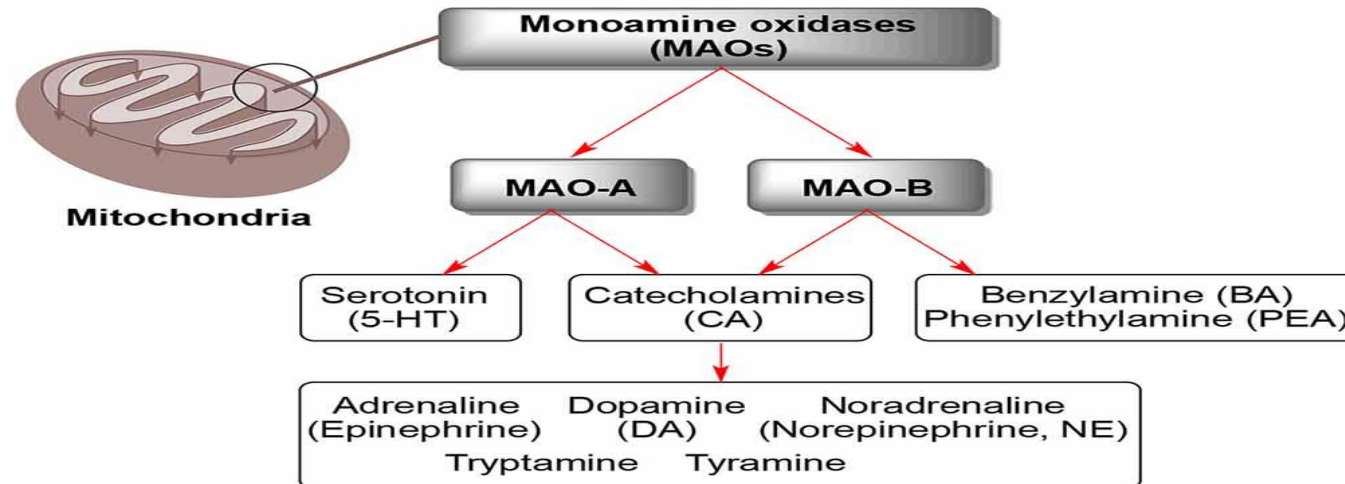 Monoamine oxidases
(MAOs)
MAO-A
MAO-B
Mitochondria
Serotonin
(5-HT)
Catecholamines
(CA)
Benzylamine (BA)
Phenylethylamine (PEA)
Adrenaline
(Epinephrine)
Dopamine
(DA)
Noradrenaline
(Norepinephrine, NE)
Tryptamine
Tyramine